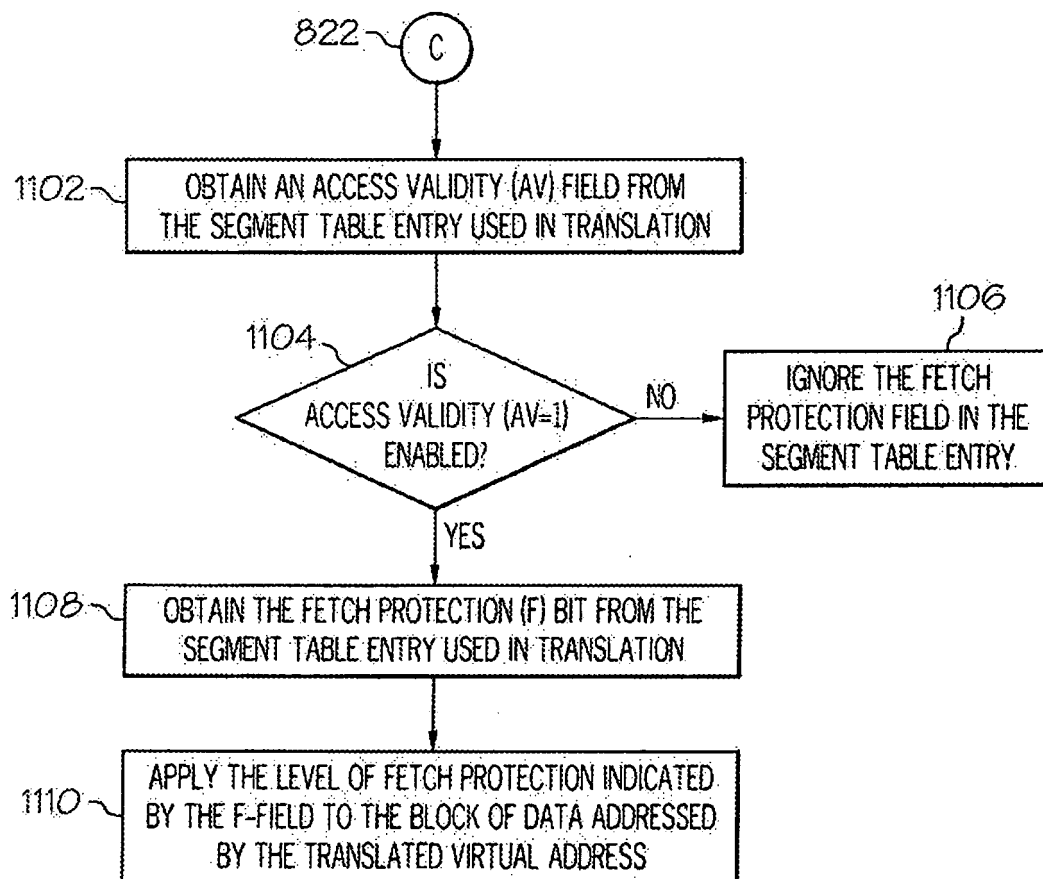 822
C
1102
OBTAIN AN ACCESS VALIDITY (AV) FIELD FROM
THE SEGMENT TABLE ENTRY USED IN TRANSLATION
1104
IS
ACCESS VALIDITY (AV=1)
ENABLED?
NO
1106
IGNORE THE FETCH
PROTECTION FIELD IN THE
SEGMENT TABLE ENTRY
YES
1108
OBTAIN THE FETCH PROTECTION (F) BIT FROM THE
SEGMENT TABLE ENTRY USED IN TRANSLATION
1110
APPLY THE LEVEL OF FETCH PROTECTION INDICATED
BY THE F-FIELD TO THE BLOCK OF DATA ADDRESSED
BY THE TRANSLATED VIRTUAL ADDRESS